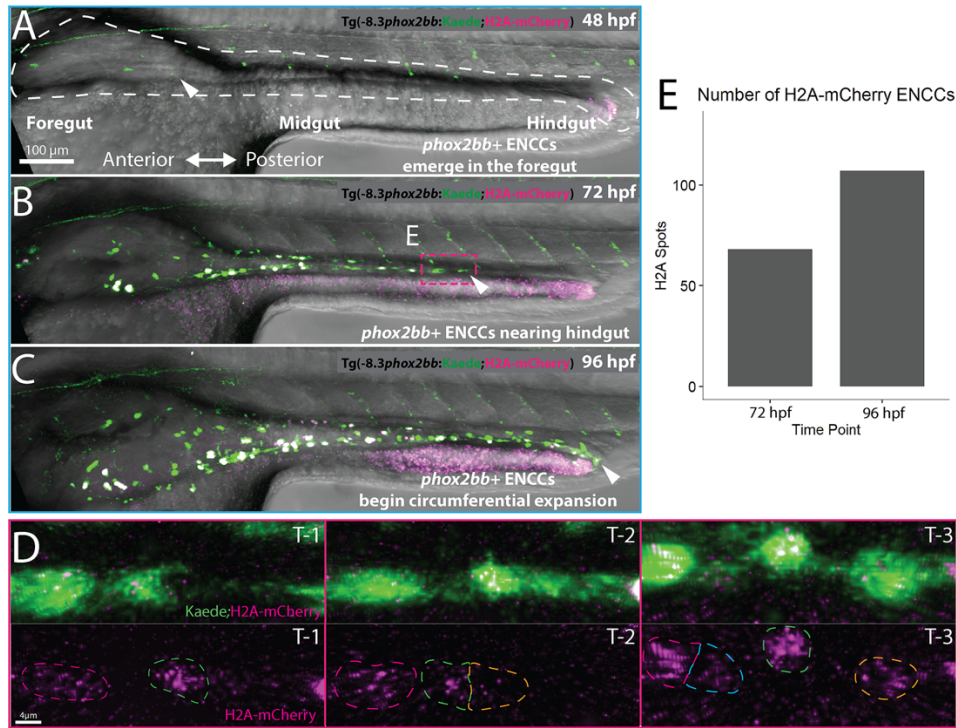 A
Tg(-8.3phox2bb:Kaede;H2A-mCherry) 48 hpf
Foregut
Midgut
Hindgut
100 µm
Anterior
Posterior
phox2bb+ ENCCs
emerge in the foregut
B
Tg(-8.3phox2bb:Kaede;H2A-mCherry) 72 hpf
E
phox2bb+ ENCCs nearing hindgut
C
Tg(-8.3phox2bb:Kaede;H2A-mCherry) 96 hpf
phox2bb+ ENCCs
begin circumferential expansion
D
T-1
T-2
T-3
Kaede;H2A-mCherry
T-1
T-2
T-3
4µm
H2A-mCherry
E
Number of H2A-mCherry ENCCs
H2A Spots
100
50
0
72 hpf
96 hpf
Time Point